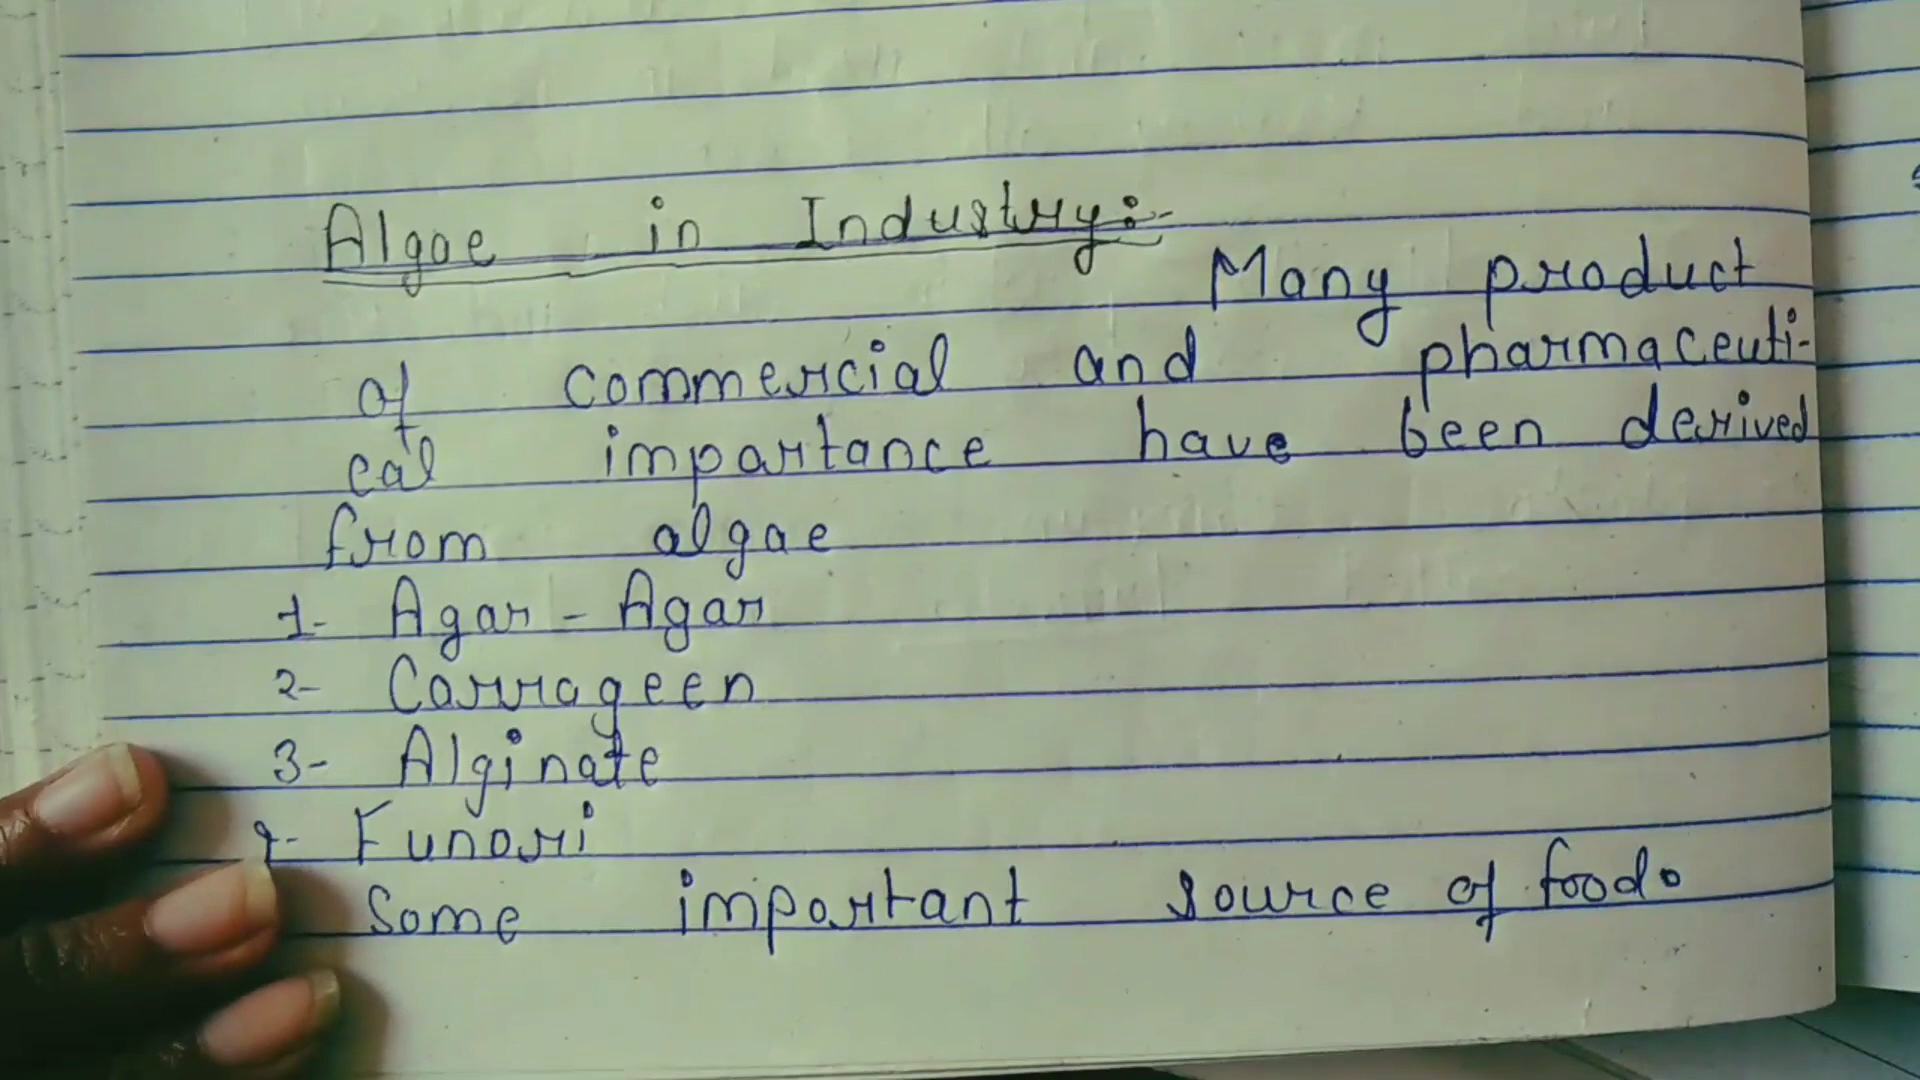 Algae in Industry:-
Many product
of commercial and pharmaceuti-
cal importance have been derived
from algae
1- Agar - Agar
2- Carrageen
3- Alginate
Funori
Some important source of food.